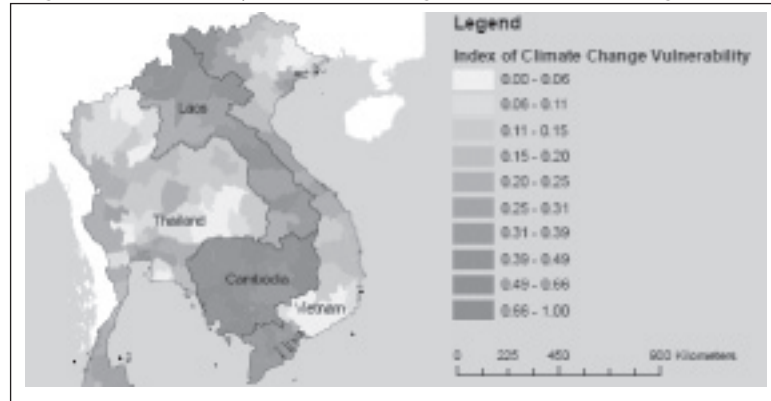 Legend
Index of Climate Change Vulnerability
0.00 - 0.06
0.06 - 0.11
0.11 - 0.15
0.15 - 0.20
0.20 - 0.25
0.25 - 0.31
0.31 - 0.39
0.39 - 0.49
0.49 - 0.66
0.66 - 1.00
Laos
Thailand
Cambodia
Vietnam
0 225 450 900 Kilometers